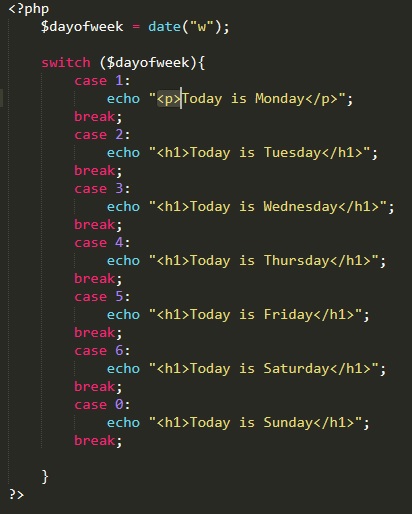 <?php
    $dayofweek = date("w");

    switch ($dayofweek){
        case 1:
            echo "<p>Today is Monday</p>";
        break;
        case 2:
            echo "<h1>Today is Tuesday</h1>";
        break;
        case 3:
            echo "<h1>Today is Wednesday</h1>";
        break;
        case 4:
            echo "<h1>Today is Thursday</h1>";
        break;
        case 5:
            echo "<h1>Today is Friday</h1>";
        break;
        case 6:
            echo "<h1>Today is Saturday</h1>";
        break;
        case 0:
            echo "<h1>Today is Sunday</h1>";
        break;

    }
?>